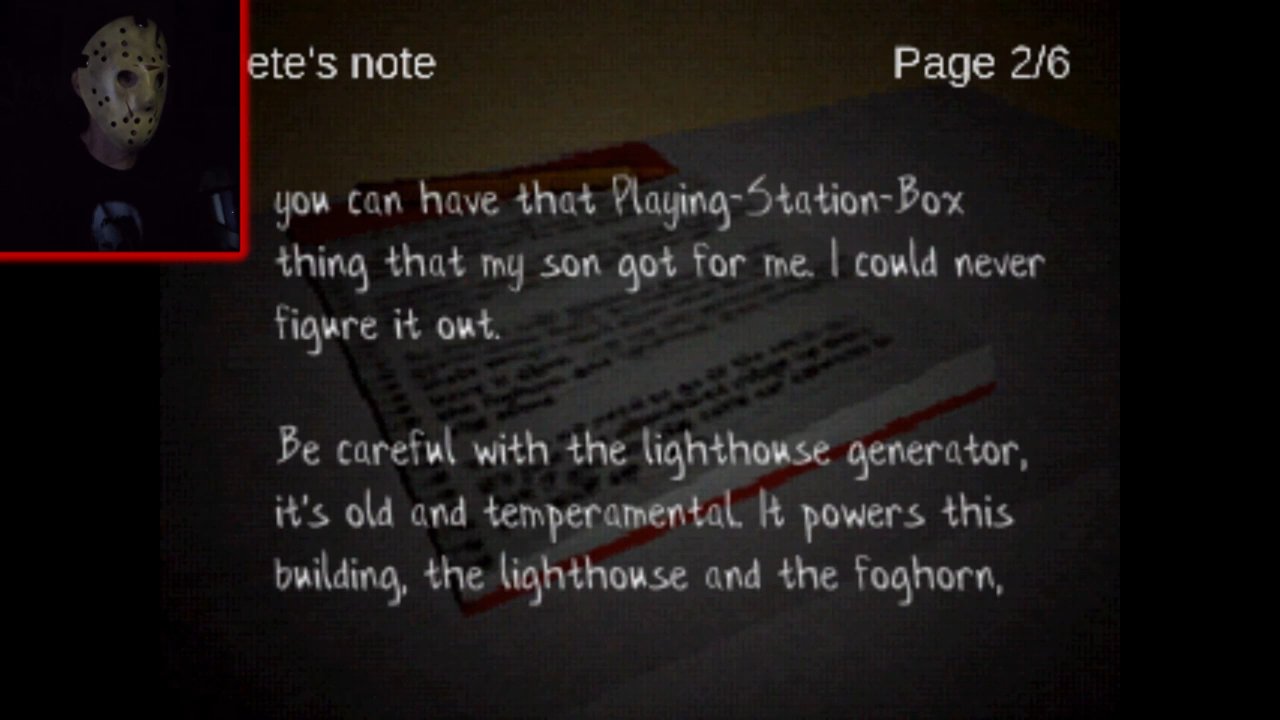 ete's note
Page 2/6
you can have that Playing-Station-Box
thing that my son got for me. I could never
figure it out.
Be careful with the lighthouse generator,
it's old and temperamental. It powers this
building, the lighthouse and the foghorn,